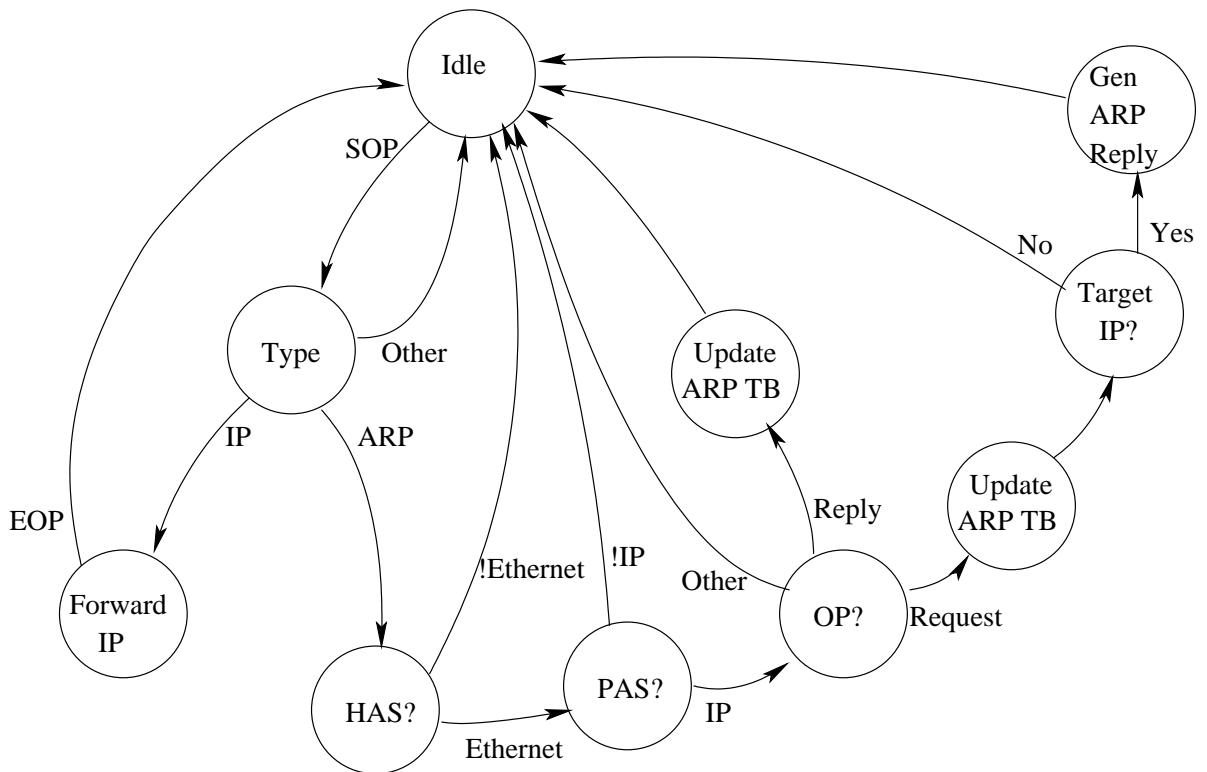 Idle
Gen
ARP
Reply
SOP
Yes
No
Target
IP?
Type
Other
Update
ARP TB
IP
ARP
Update
ARP TB
Reply
EOP
!Ethernet
!IP
Other
Forward
IP
OP?
Request
HAS?
PAS?
IP
Ethernet